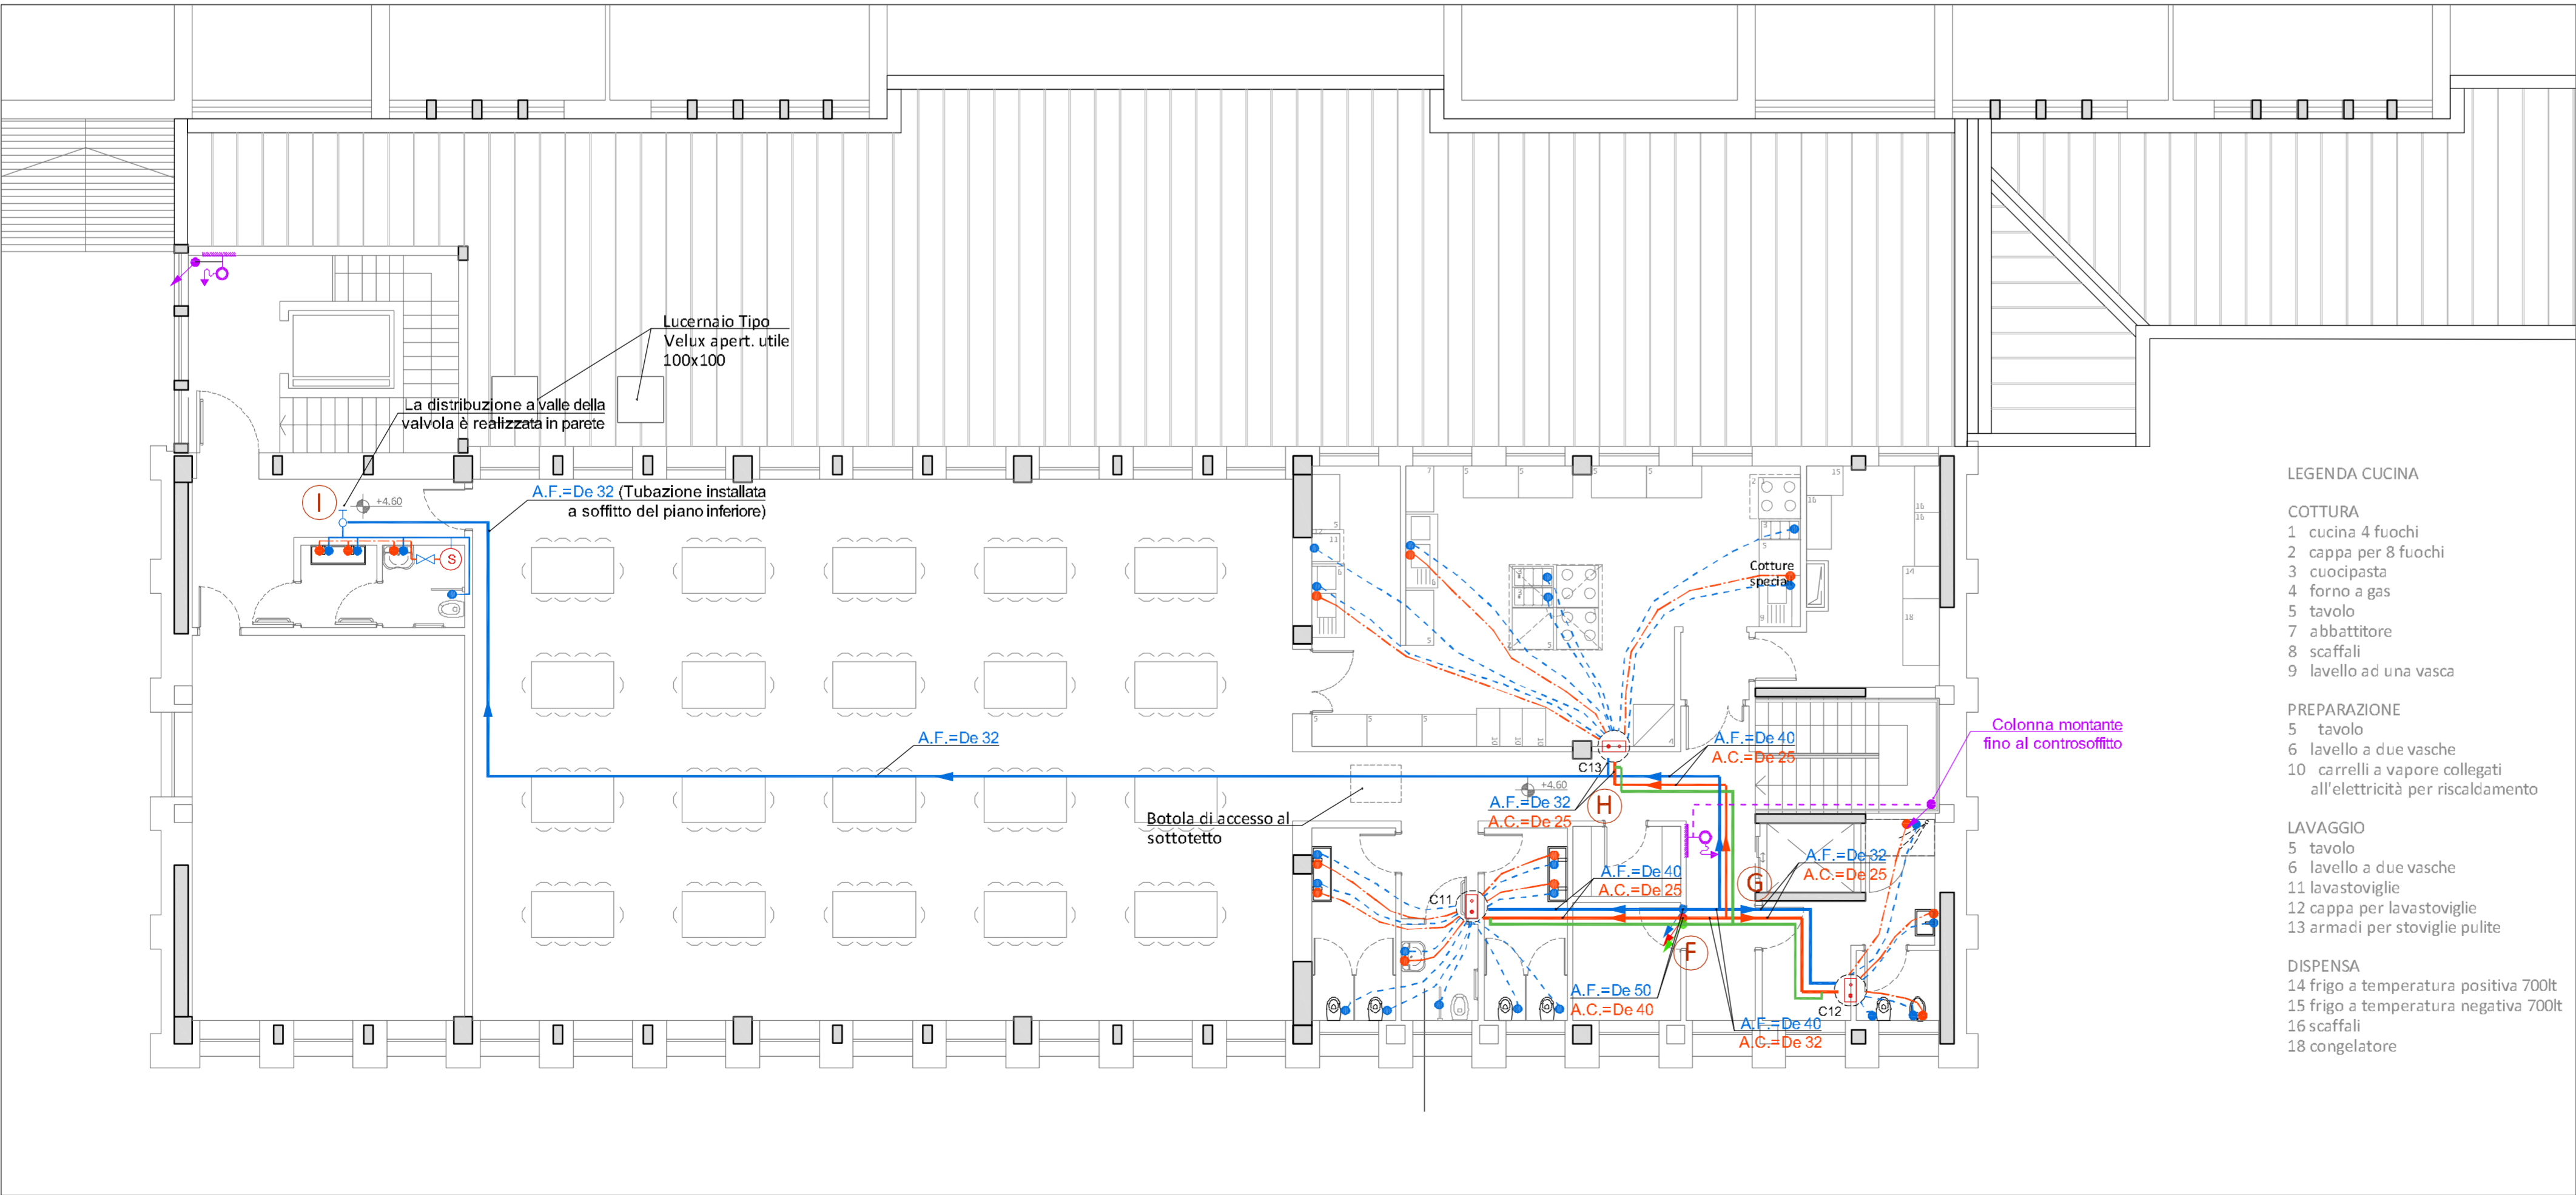 Lucernaio Tipo
Velux apert. utile
100x100
La distribuzione a valle della
valvola è realizzata in parete
I
+4.60
A.F.=De 32 (Tubazione installata
a soffitto del piano inferiore)
S
A.F.=De 32
Botola di accesso al
sottotetto
Cotture
speciali
C13
+4.60
H
A.F.=De 40
A.C.=De 25
A.F.=De 32
A.C.=De 25
Colonna montante
fino al controsoffitto
C11
A.F.=De 40
A.C.=De 25
G
A.F.=De 32
A.C.=De 25
F
A.F.=De 50
A.C.=De 40
A.F.=De 40
A.C.=De 32
C12
LEGENDA CUCINA
COTTURA
1 cucina 4 fuochi
2 cappa per 8 fuochi
3 cuocipasta
4 forno a gas
5 tavolo
7 abbattitore
8 scaffali
9 lavello ad una vasca
PREPARAZIONE
5 tavolo
6 lavello a due vasche
10 carrelli a vapore collegati
all'elettricità per riscaldamento
LAVAGGIO
5 tavolo
6 lavello a due vasche
11 lavastoviglie
12 cappa per lavastoviglie
13 armadi per stoviglie pulite
DISPENSA
14 frigo a temperatura positiva 700lt
15 frigo a temperatura negativa 700lt
16 scaffali
18 congelatore